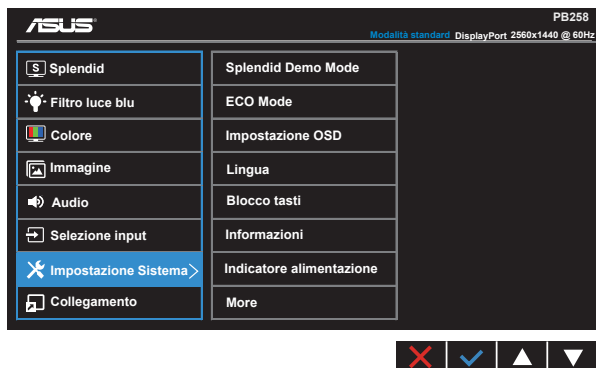 ASUS
PB258
Modalità standard DisplayPort 2560x1440 @ 60Hz
S Splendid
Filtro luce blu
Colore
Immagine
Audio
Selezione input
Impostazione Sistema
Collegamento
Splendid Demo Mode
ECO Mode
Impostazione OSD
Lingua
Blocco tasti
Informazioni
Indicatore alimentazione
More